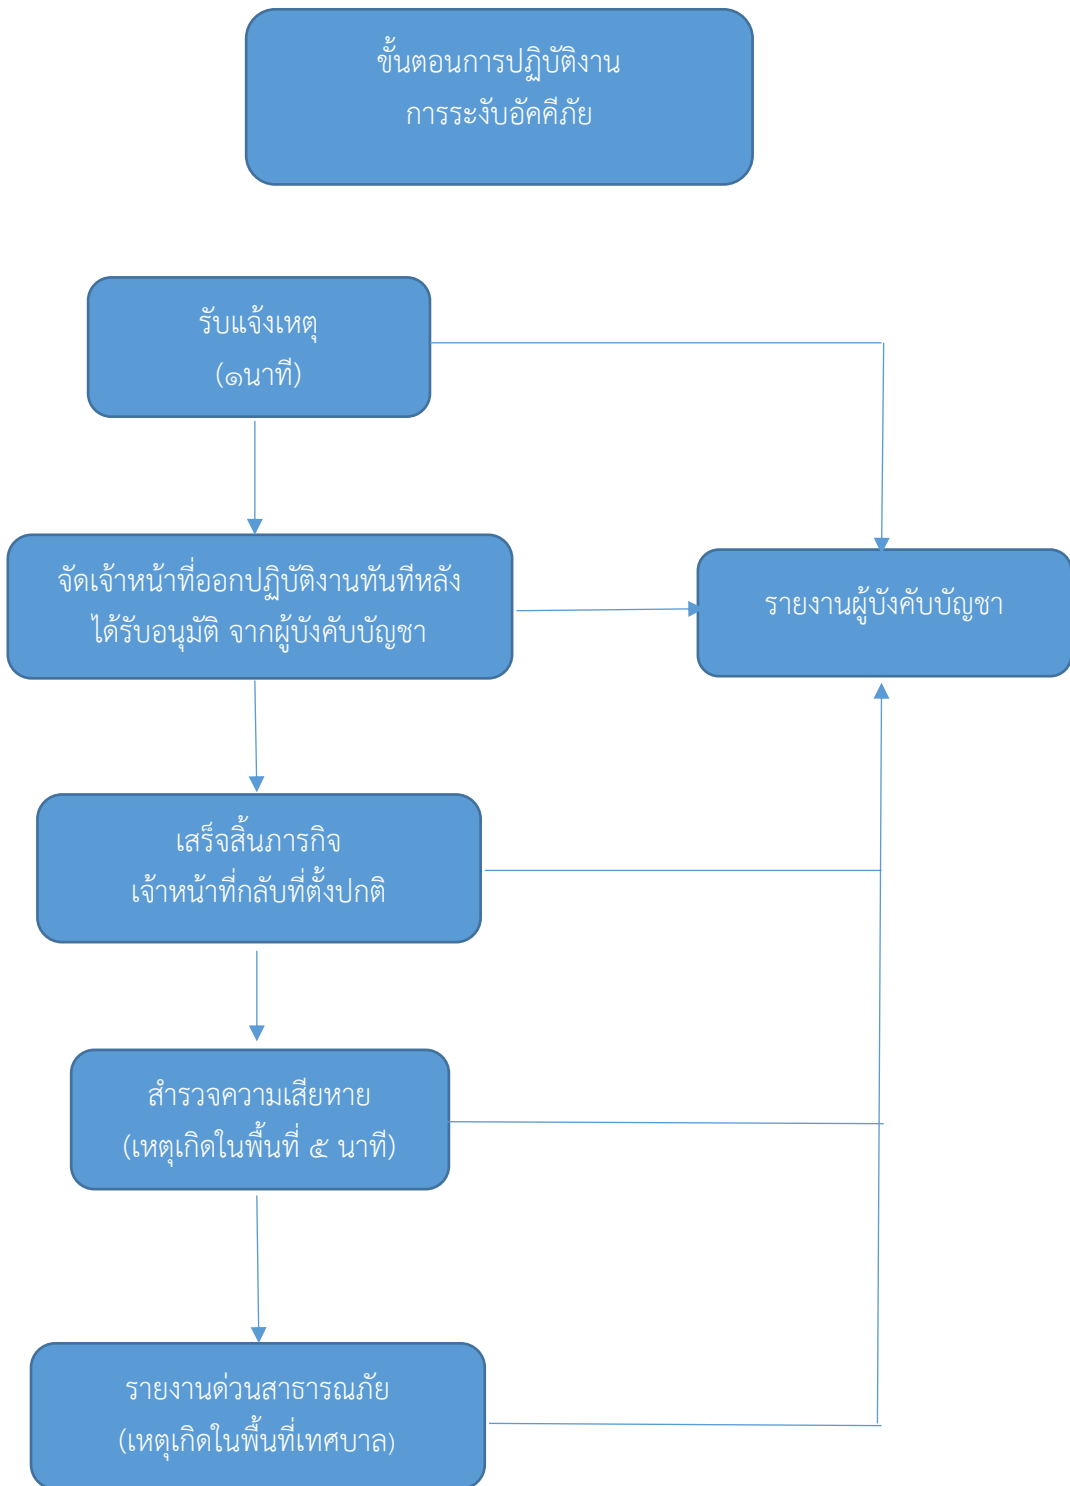 ขั้นตอนการปฏิบัติงาน
การระงับอัคคีภัย
รับแจ้งเหตุ
(๑นาที)
จัดเจ้าหน้าที่ออกปฏิบัติงานทันทีหลัง
ได้รับอนุมัติ จากผู้บังคับบัญชา
รายงานผู้บังคับบัญชา
เสร็จสิ้นภารกิจ
เจ้าหน้าที่กลับที่ตั้งปกติ
สำรวจความเสียหาย
(เหตุเกิดในพื้นที่ ๕ นาที)
รายงานด่วนสาธารณภัย
(เหตุเกิดในพื้นที่เทศบาล)